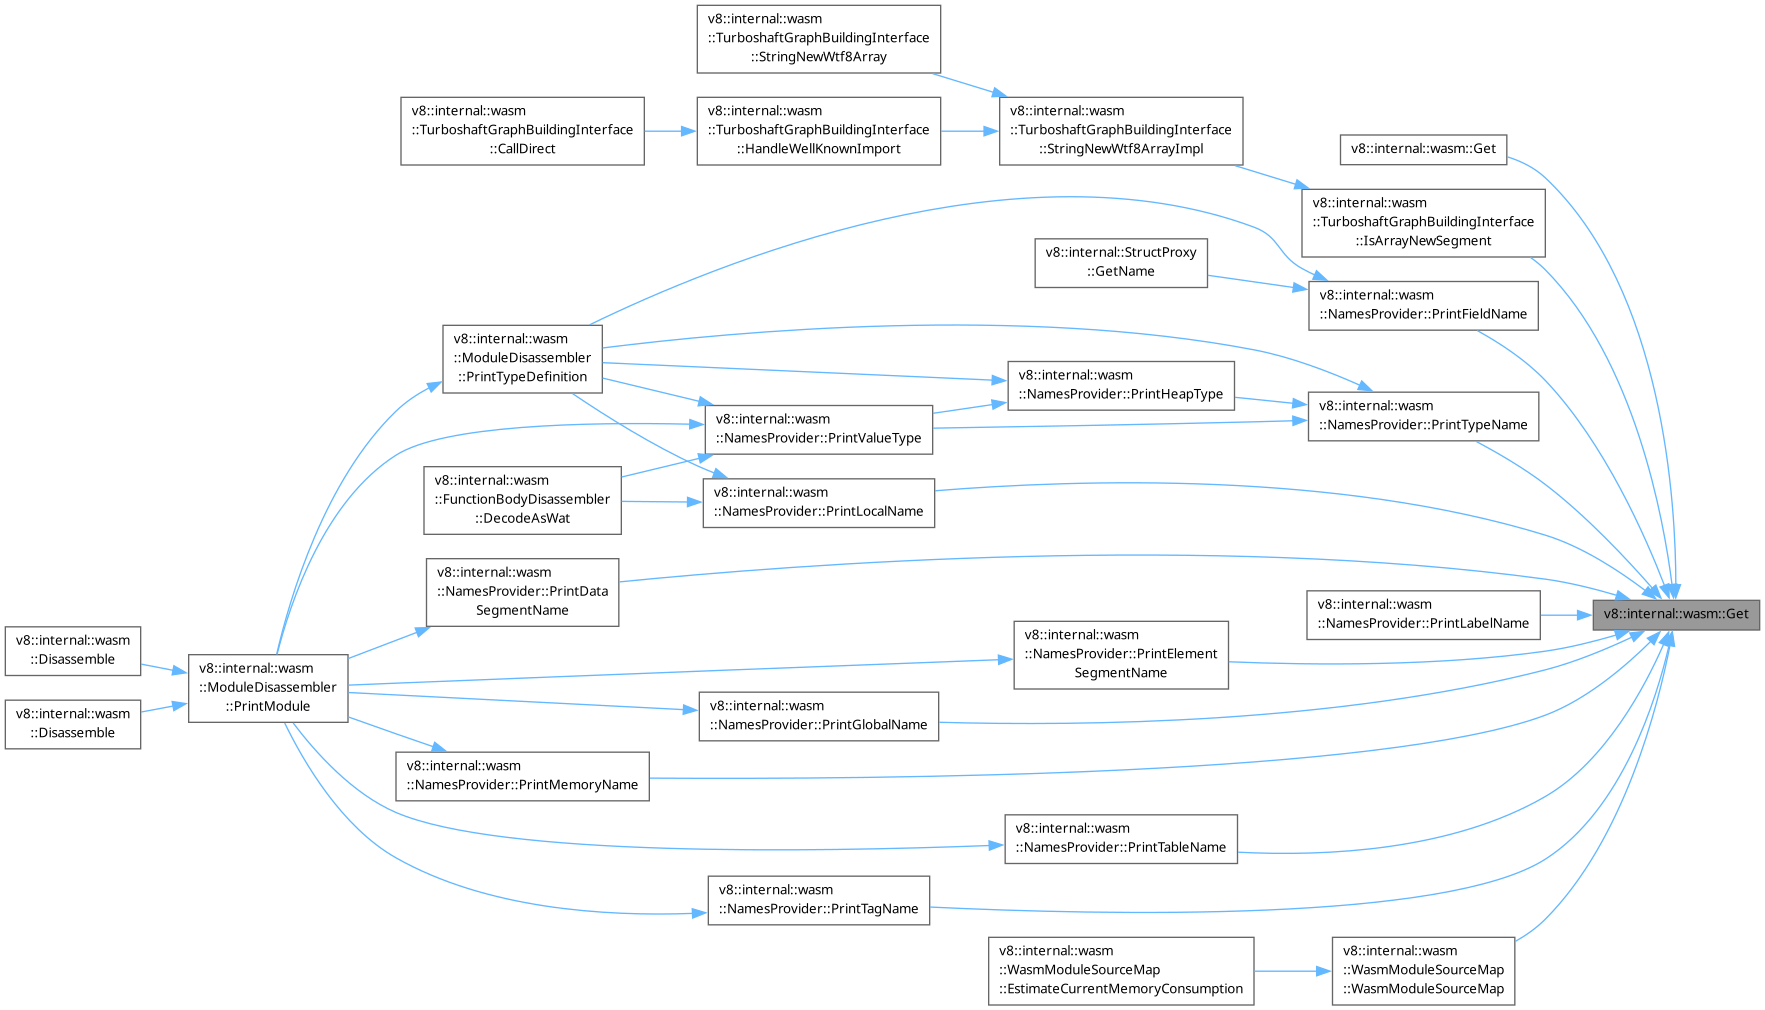 v8::internal::wasm
::TurboshaftGraphBuildingInterface
::StringNewWtf8Array
v8::internal::wasm
::TurboshaftGraphBuildingInterface
::CallDirect
v8::internal::wasm
::TurboshaftGraphBuildingInterface
::HandleWellKnownImport
v8::internal::wasm
::TurboshaftGraphBuildingInterface
::StringNewWtf8ArrayImpl
v8::internal::wasm::Get
v8::internal::wasm
::TurboshaftGraphBuildingInterface
::IsArrayNewSegment
v8::internal::StructProxy
::GetName
v8::internal::wasm
::NamesProvider::PrintFieldName
v8::internal::wasm
::ModuleDisassembler
::PrintTypeDefinition
v8::internal::wasm
::NamesProvider::PrintHeapType
v8::internal::wasm
::NamesProvider::PrintTypeName
v8::internal::wasm
::NamesProvider::PrintValueType
v8::internal::wasm
::FunctionBodyDisassembler
::DecodeAsWat
v8::internal::wasm
::NamesProvider::PrintLocalName
v8::internal::wasm
::NamesProvider::PrintData
SegmentName
v8::internal::wasm
::NamesProvider::PrintLabelName
v8::internal::wasm::Get
v8::internal::wasm
::Disassemble
v8::internal::wasm
::NamesProvider::PrintElement
SegmentName
v8::internal::wasm
::ModuleDisassembler
::PrintModule
v8::internal::wasm
::Disassemble
v8::internal::wasm
::NamesProvider::PrintGlobalName
v8::internal::wasm
::NamesProvider::PrintMemoryName
v8::internal::wasm
::NamesProvider::PrintTableName
v8::internal::wasm
::NamesProvider::PrintTagName
v8::internal::wasm
::WasmModuleSourceMap
::EstimateCurrentMemoryConsumption
v8::internal::wasm
::WasmModuleSourceMap
::WasmModuleSourceMap